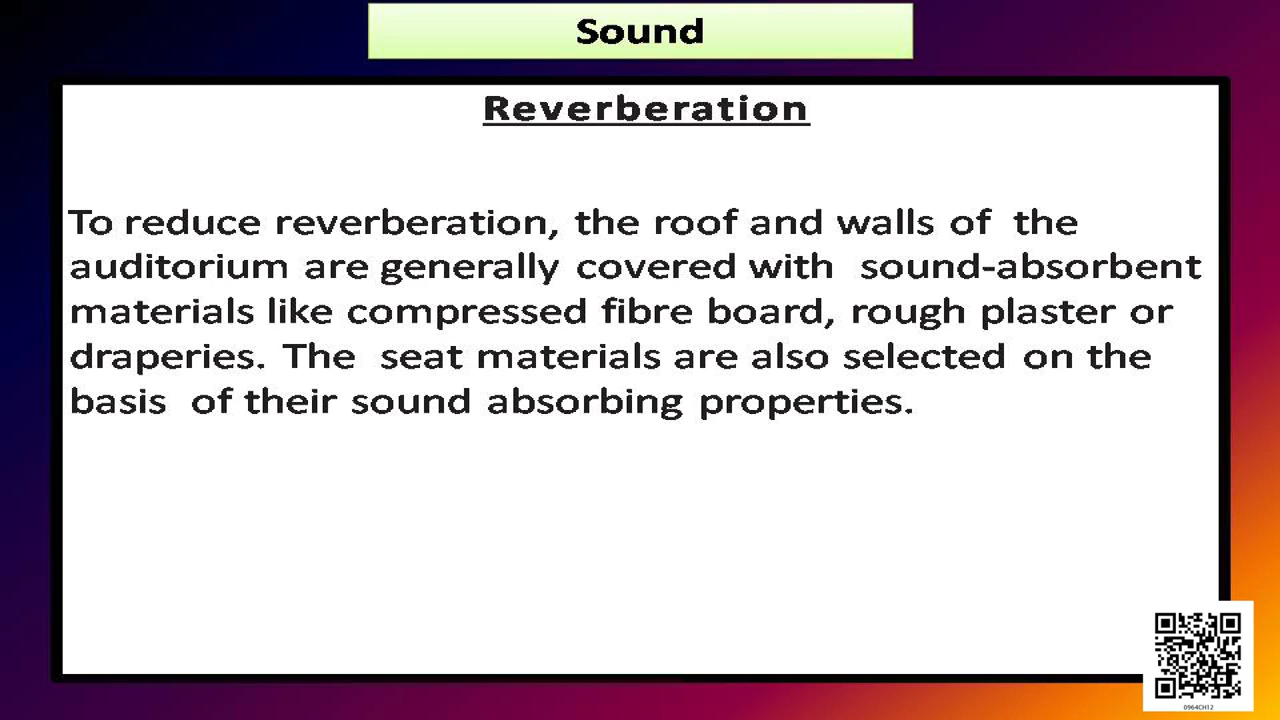 Sound
Reverberation
To reduce reverberation, the roof and walls of the
auditorium are generally covered with sound-absorbent
materials like compressed fibre board, rough plaster or
draperies. The seat materials are also selected on the
basis of their sound absorbing properties.
0964CH12